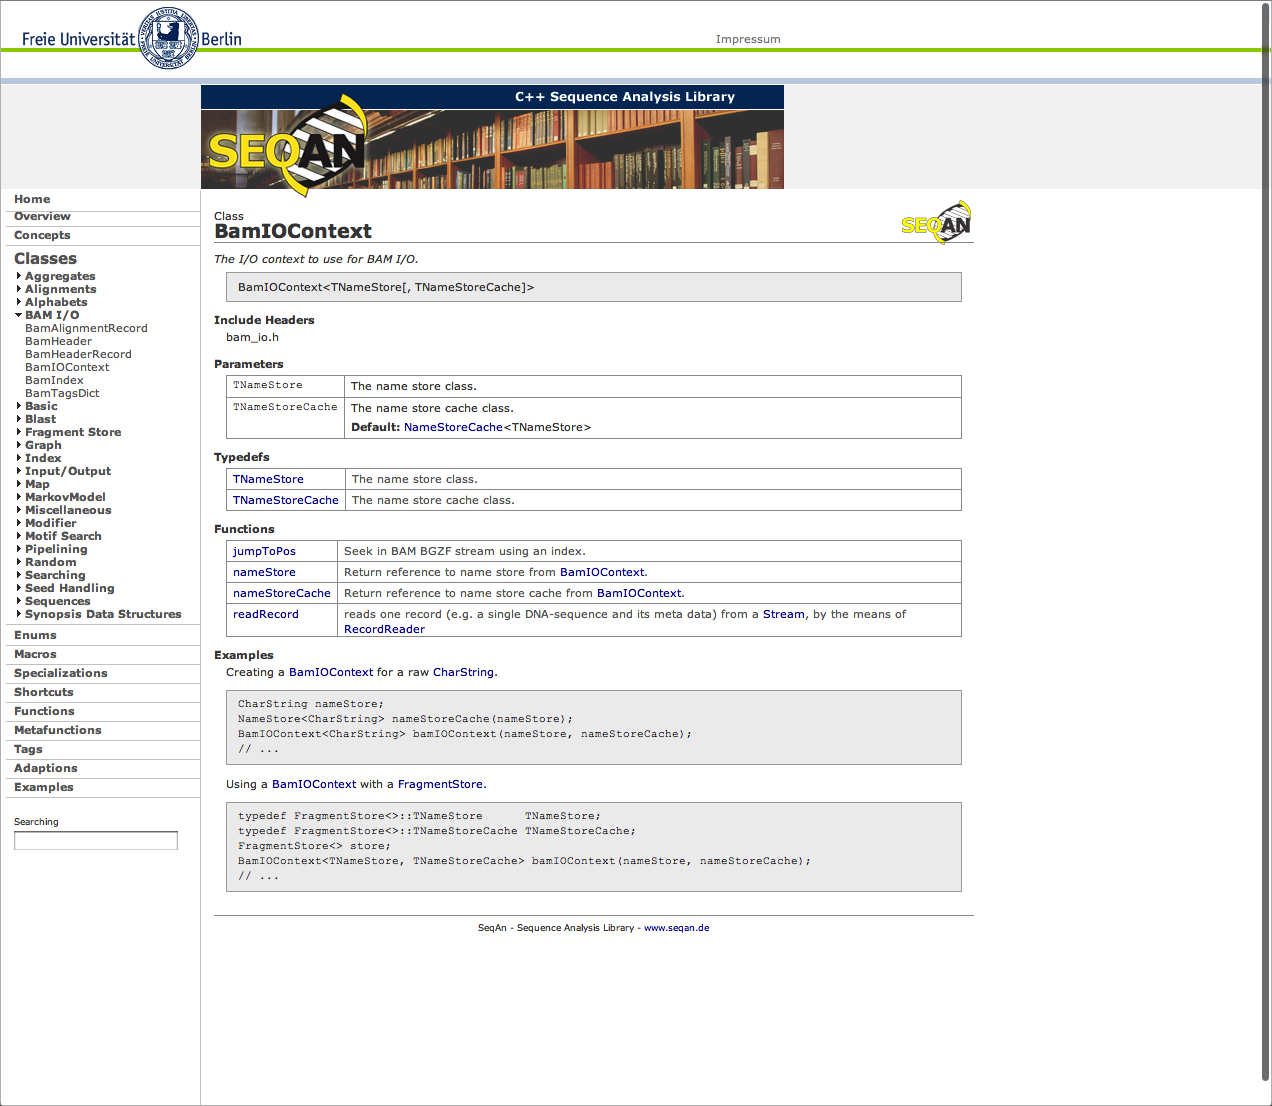 Freie Universität Berlin
Impressum
C++ Sequence Analysis Library
SEQAN
Home
Overview
Concepts
Classes
Aggregates
Alignments
Alphabets
BAM I/O
BamAlignmentRecord
BamHeader
BamHeaderRecord
BamIOContext
BamIndex
BamTagsDict
Basic
Blast
Fragment Store
Graph
Index
Input/Output
Map
MarkovModel
Miscellaneous
Modifier
Motif Search
Pipelining
Random
Searching
Seed Handling
Sequences
Synopsis Data Structures
Enums
Macros
Specializations
Shortcuts
Functions
Metafunctions
Tags
Adaptions
Examples
Searching
Class
BamIOContext
SEQAN
The I/O context to use for BAM I/O.
BamIOContext<TNameStore[, TNameStoreCache]>
Include Headers
bam_io.h
Parameters
TNameStore The name store class.
TNameStoreCache The name store cache class.
Default: NameStoreCache<TNameStore>
Typedefs
TNameStore The name store class.
TNameStoreCache The name store cache class.
Functions
jumpToPos Seek in BAM BGZF stream using an index.
nameStore Return reference to name store from BamIOContext.
nameStoreCache Return reference to name store cache from BamIOContext.
readRecord reads one record (e.g. a single DNA-sequence and its meta data) from a Stream, by the means of
RecordReader
Examples
Creating a BamIOContext for a raw CharString.
CharString nameStore;
NameStore<CharString> nameStoreCache(nameStore);
BamIOContext<CharString> bamIOContext(nameStore, nameStoreCache);
// ...
Using a BamIOContext with a FragmentStore.
typedef FragmentStore<>::TNameStore      TNameStore;
typedef FragmentStore<>::TNameStoreCache TNameStoreCache;
FragmentStore<> store;
BamIOContext<TNameStore, TNameStoreCache> bamIOContext(nameStore, nameStoreCache);
// ...
SeqAn - Sequence Analysis Library - www.seqan.de